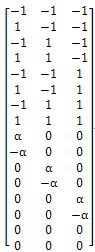 −1 −1 −1
1 −1 −1
−1 1 −1
1 1 −1
−1 −1 1
1 −1 1
−1 1 1
1 1 1
α 0 0
−α 0 0
0 α 0
0 −α 0
0 0 α
0 0 −α
0 0 0
0 0 0